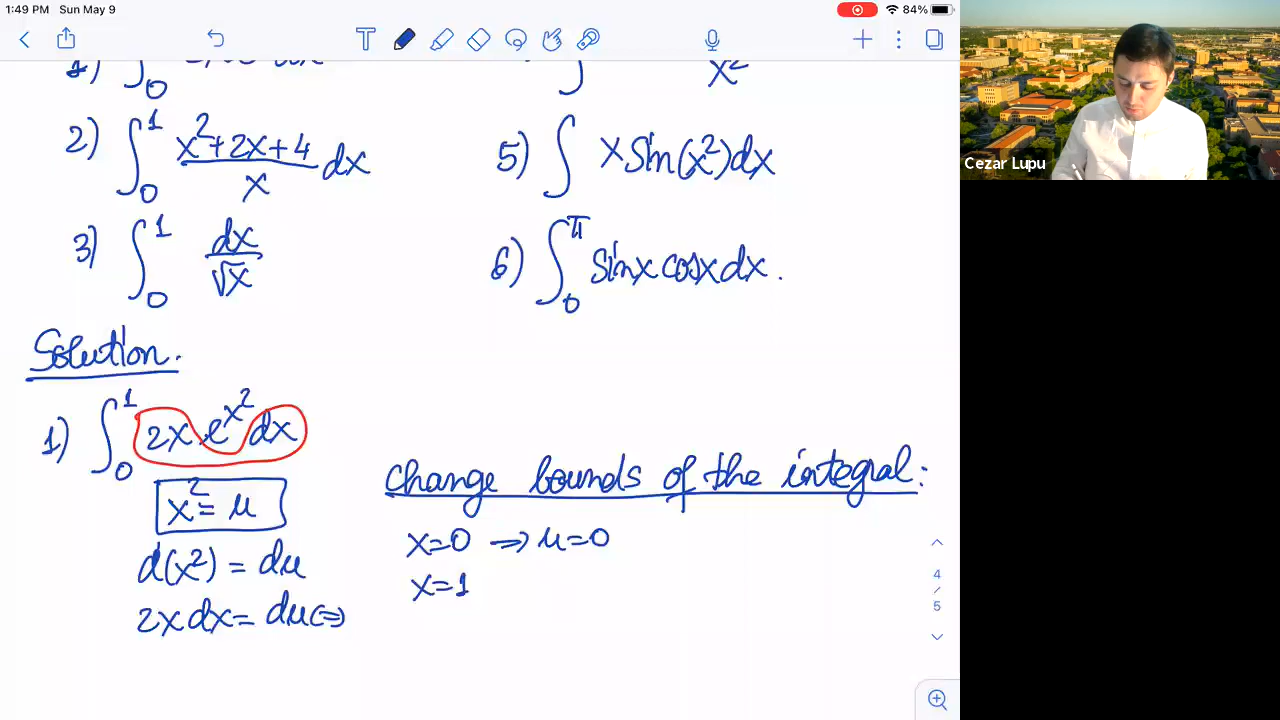 1:49 PM Sun May 9
84%
2) ∫₀¹ (x²+2x+4)/x dx
x²
5) ∫ x sin(x²)dx
3) ∫₀¹ dx/√x
6) ∫₀^π sinx cosx dx.
Solution.
1) ∫₀¹ 2x·e^(x²) dx
x² = u
d(x²) = du
2x dx = du ⇔
Change bounds of the integral:
x=0 ⇒ u=0
x=1
4
/
5
Cezar Lupu